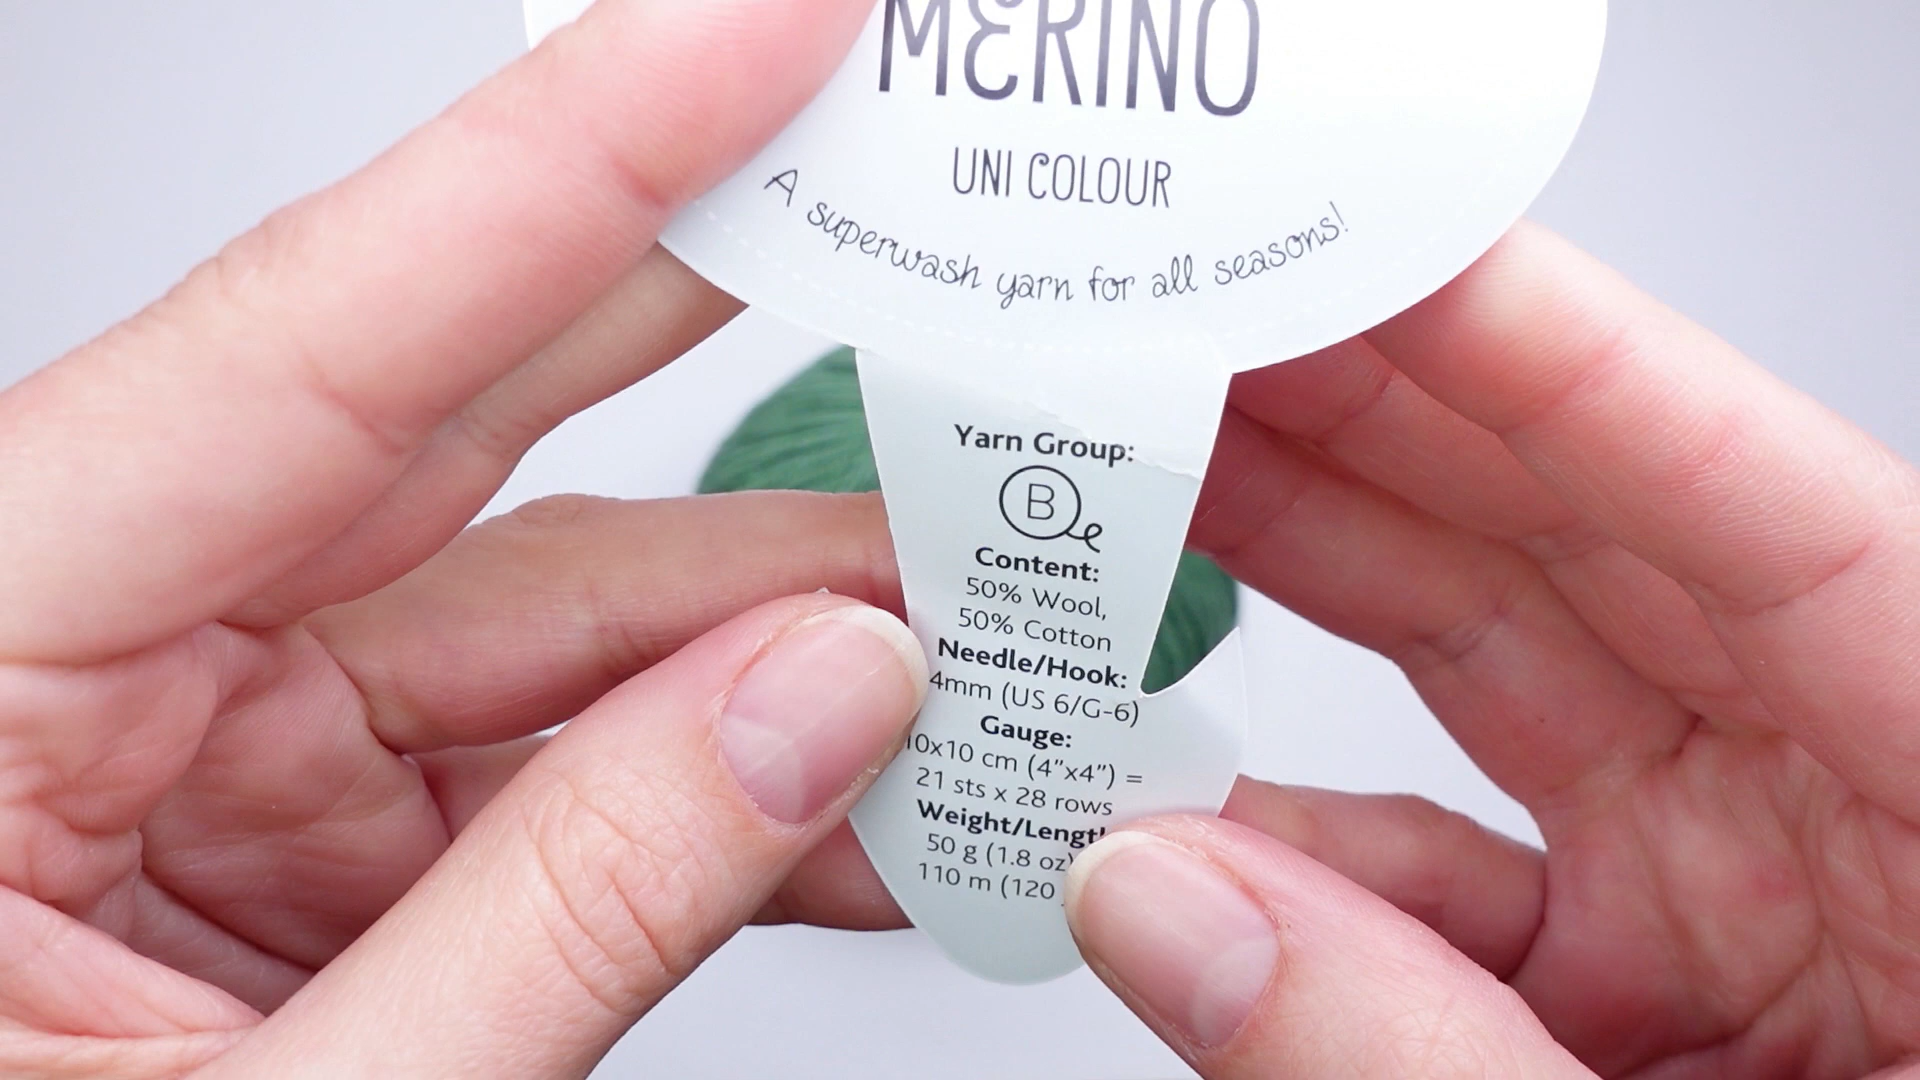 MERINO
UNI COLOUR
A superwash yarn for all seasons!
Yarn Group:
B
Content:
50% Wool,
50% Cotton
Needle/Hook:
4mm (US 6/G-6)
Gauge:
10x10 cm (4"x4") =
21 sts x 28 rows
Weight/Lengt
50 g (1.8 oz)
110 m (120